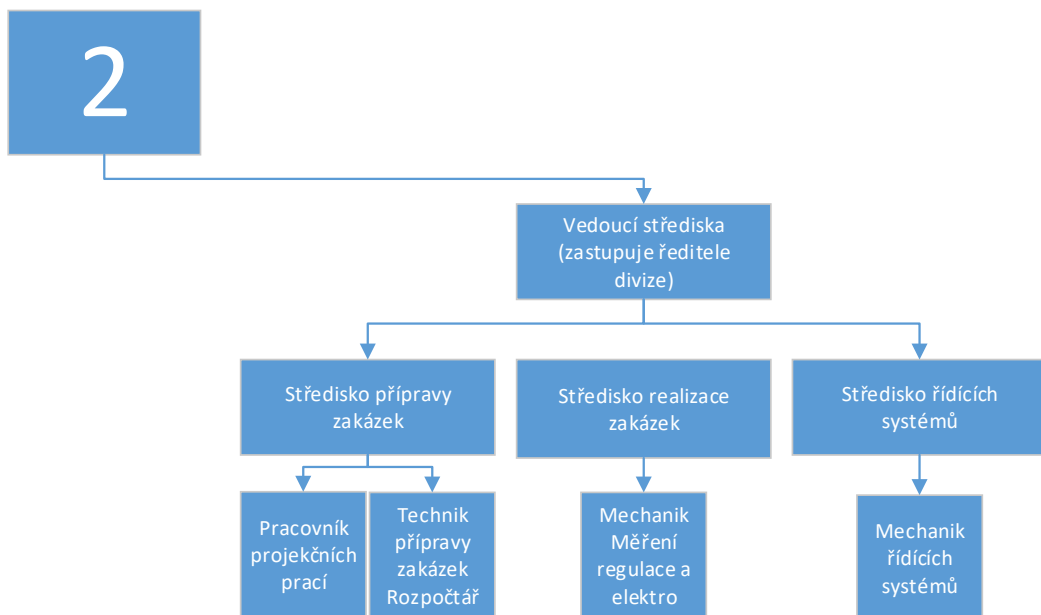 2
Vedoucí střediska
(zastupuje ředitele
divize)
Středisko přípravy
zakázek
Středisko realizace
zakázek
Středisko řídících
systémů
Pracovník
projekčních
prací
Technik
přípravy
zakázek
Rozpočtář
Mechanik
Měření
regulace a
elektro
Mechanik
řídících
systémů